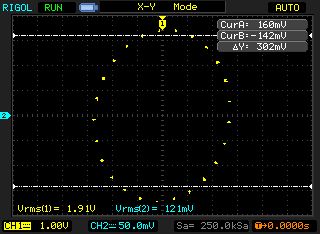 RIGOL RUN X-Y Mode AUTO
1
CurA: 160mV
CurB: -142mV
ΔY: 302mV
2
Vrms(1)= 1.91V Vrms(2)= 121mV
CH1 1.00V CH2 50.0mV Sa= 250.0kSa T→0.0000s